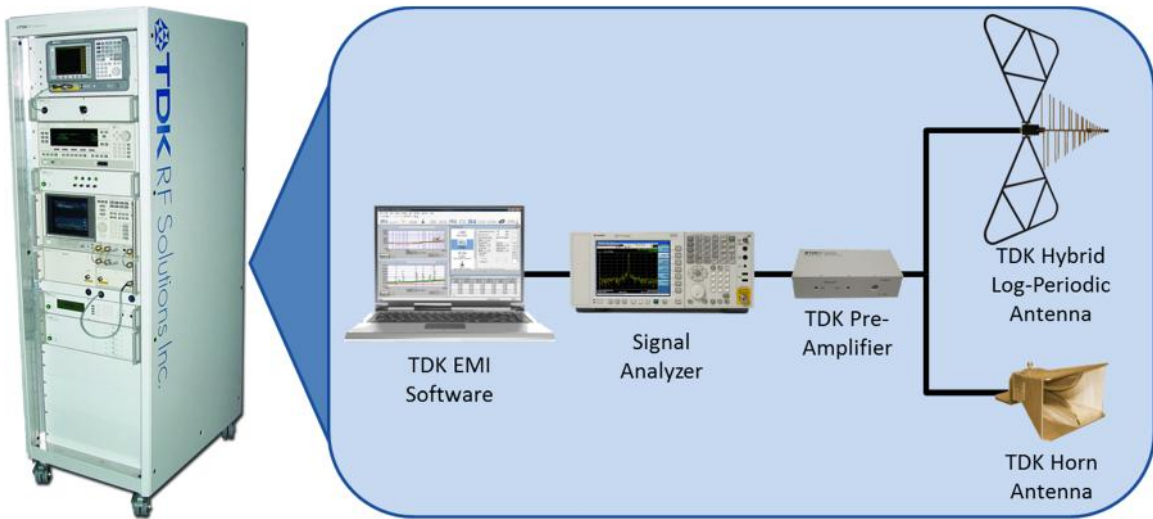 TDK RF Solutions Inc.
TDK EMI
Software
Signal
Analyzer
TDK Pre-
Amplifier
TDK Hybrid
Log-Periodic
Antenna
TDK Horn
Antenna